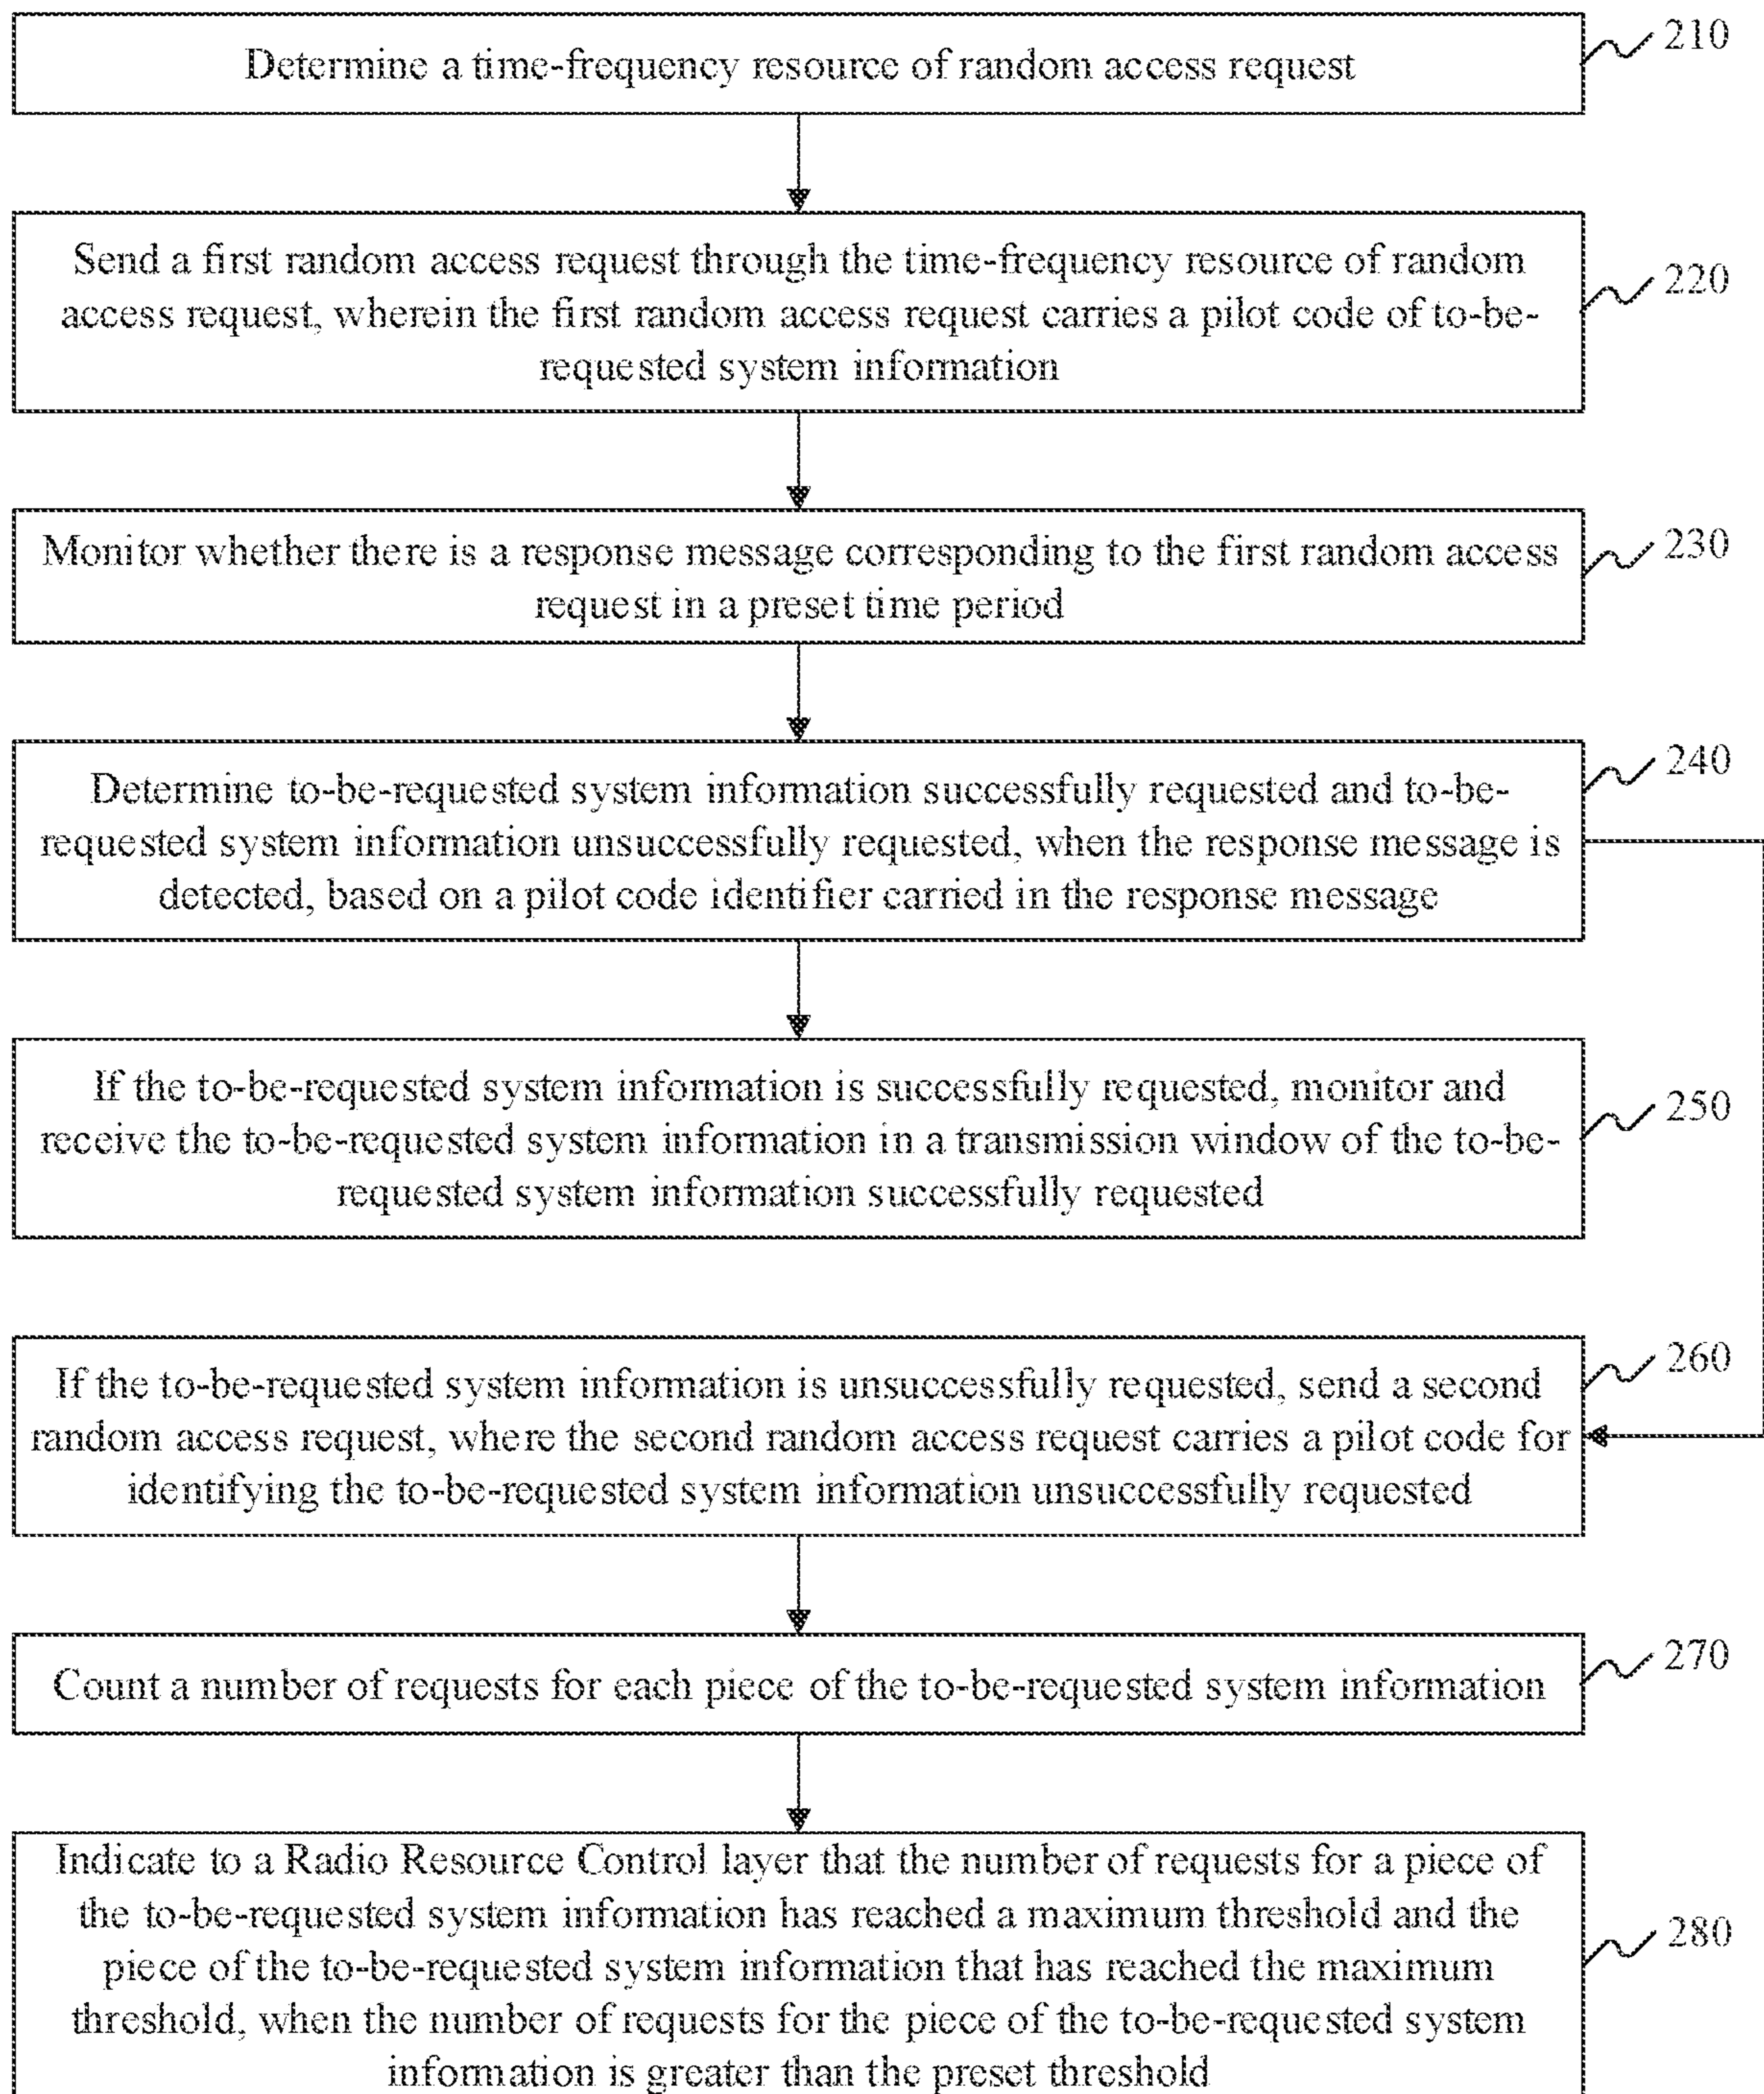 Determine a time-frequency resource of random access request
210
Send a first random access request through the time-frequency resource of random
access request, wherein the first random access request carries a pilot code of to-be-
requested system information
220
Monitor whether there is a response message corresponding to the first random access
request in a preset time period
230
Determine to-be-requested system information successfully requested and to-be-
requested system information unsuccessfully requested, when the response message is
detected, based on a pilot code identifier carried in the response message
240
If the to-be-requested system information is successfully requested, monitor and
receive the to-be-requested system information in a transmission window of the to-be-
requested system information successfully requested
250
If the to-be-requested system information is unsuccessfully requested, send a second
random access request, where the second random access request carries a pilot code for
identifying the to-be-requested system information unsuccessfully requested
260
Count a number of requests for each piece of the to-be-requested system information
270
Indicate to a Radio Resource Control layer that the number of requests for a piece of
the to-be-requested system information has reached a maximum threshold and the
piece of the to-be-requested system information that has reached the maximum
threshold, when the number of requests for the piece of the to-be-requested system
information is greater than the preset threshold
280